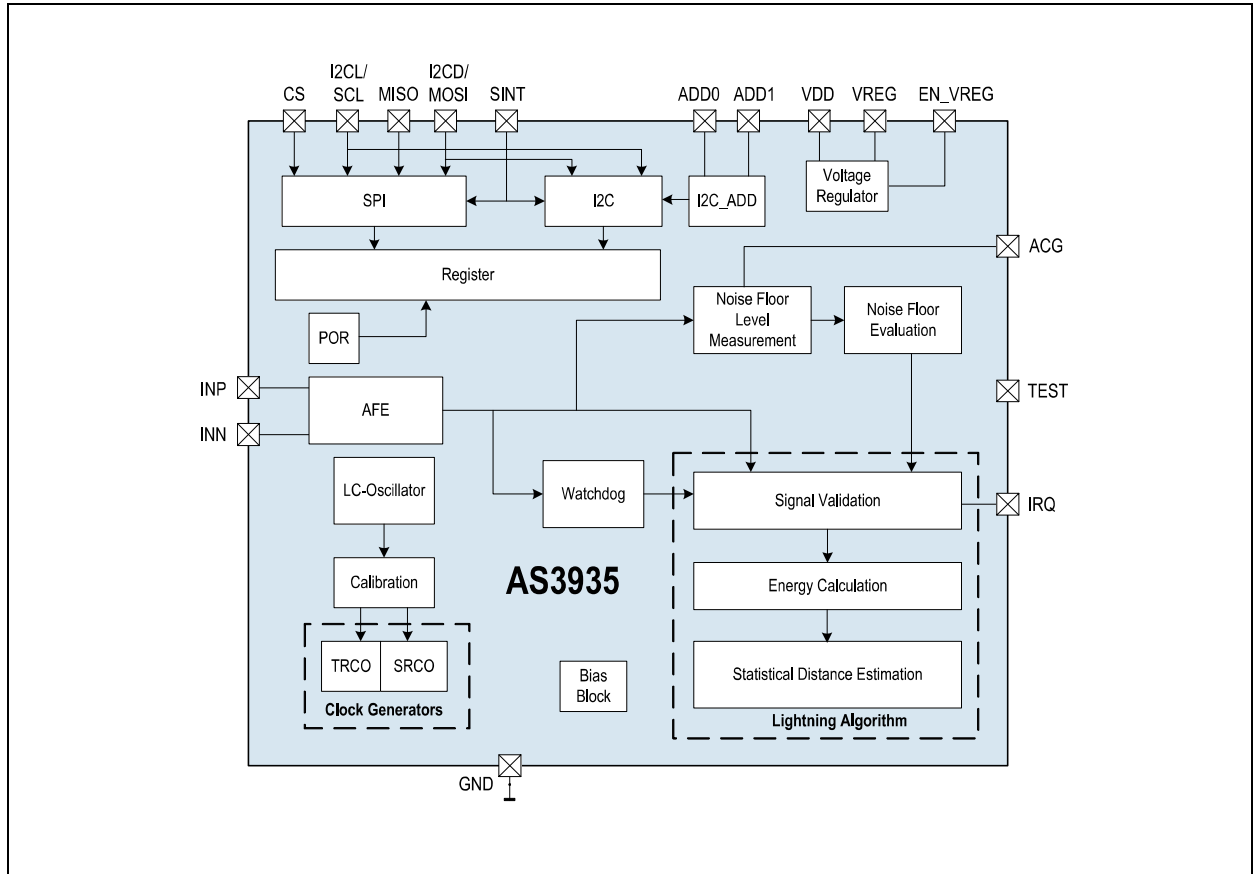 I2CL/ I2CD/
CS SCL MISO MOSI SINT ADD0 ADD1 VDD VREG EN_VREG
Voltage
Regulator
SPI I2C I2C_ADD
ACG
Register
Noise Floor
Level
Measurement
Noise Floor
Evaluation
POR
INP
AFE
TEST
INN
LC-Oscillator
Watchdog
Signal Validation
IRQ
Calibration
AS3935
Energy Calculation
TRCO SRCO
Clock Generators
Bias
Block
Statistical Distance Estimation
Lightning Algorithm
GND